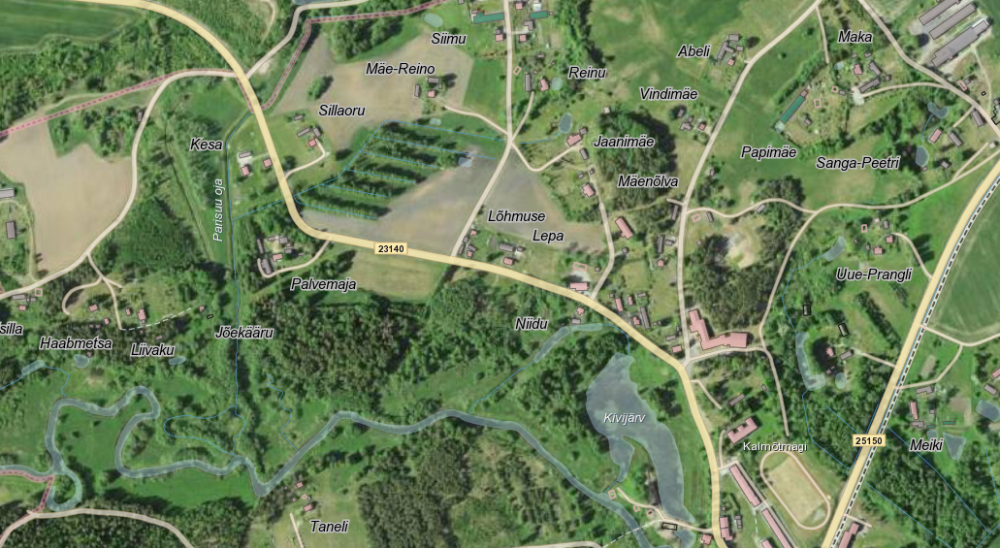 Siimu
Maka
Abeli
Mäe-Reino
Reinu
Vindimäe
Sillaoru
Kesa
Jaanimäe
Papimäe
Sanga-Peetri
Mäenõlva
Parisuu oja
Lõhmuse
Lepa
23140
Uue-Prangli
Palvemaja
silla
Niidu
Jõekääru
Haabmetsa
Liivaku
Kivijärv
Kalmõtmägi
25150
Meiki
Taneli